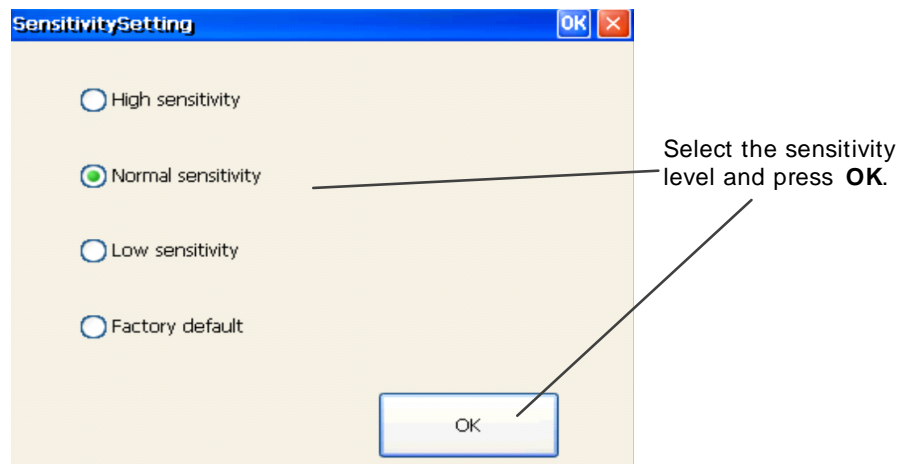 SensitivitySetting OK
High sensitivity
Normal sensitivity
Low sensitivity
Factory default
OK
Select the sensitivity
level and press OK.